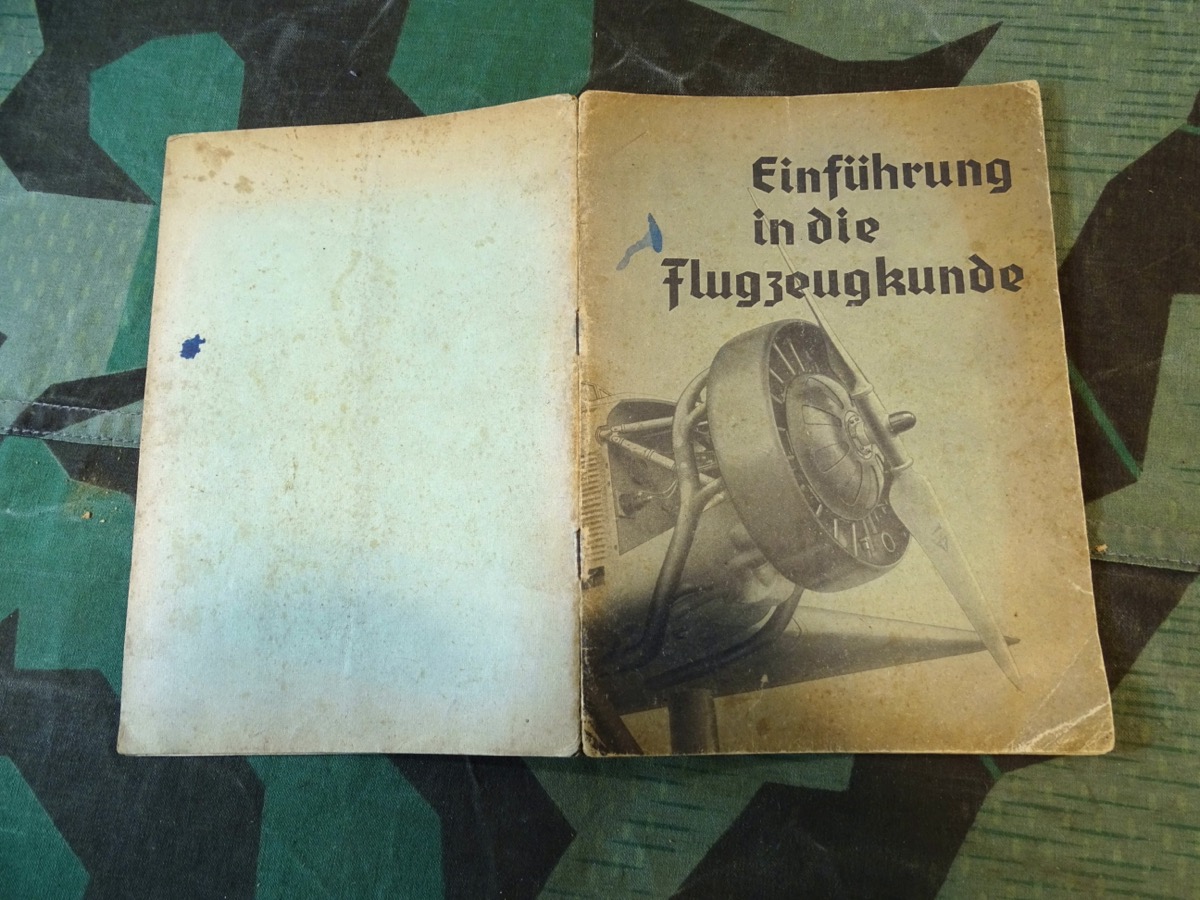 Einführung
in die
Flugzeugkunde